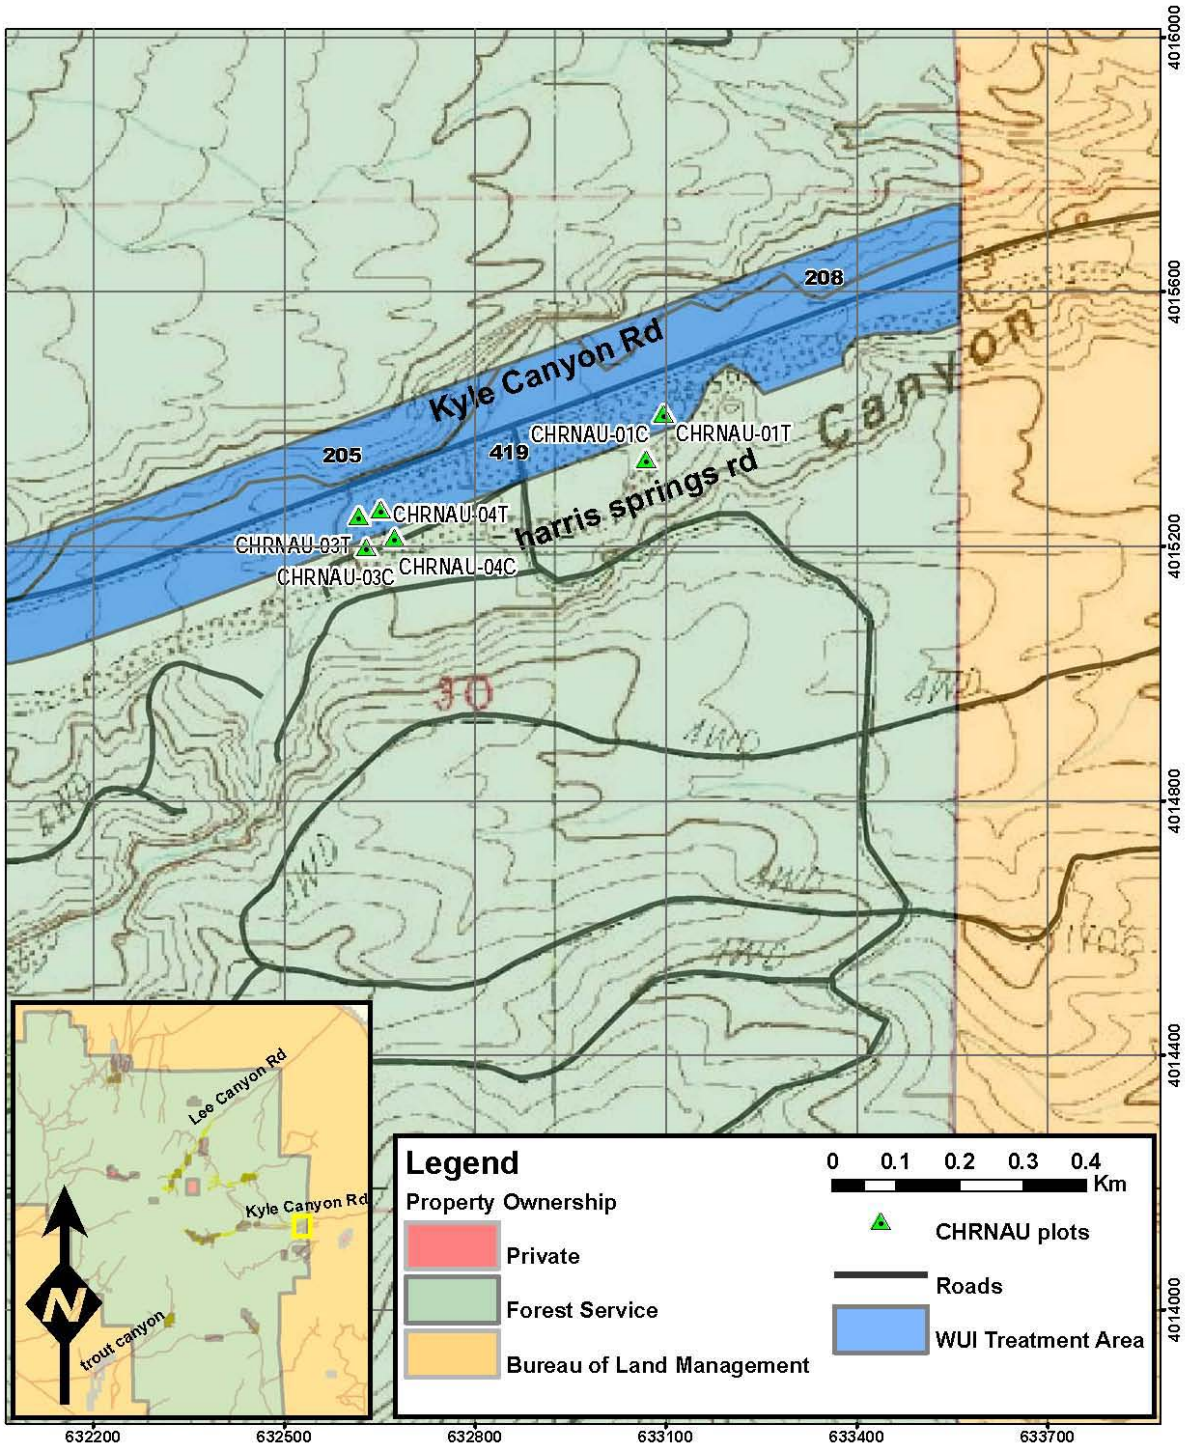 4016000
208
4015600
Kyle Canyon Rd
Canyon
CHRNAU-01C
CHRNAU-01T
205
419
harris springs rd
CHRNAU-04T
CHRNAU-03T
4015200
CHRNAU-04C
CHRNAU-03C
30
4WD
4WD
4WD
4014800
4WD
4WD
4WD
4014400
Lee Canyon Rd
Kyle Canyon Rd
trout canyon
N
Legend
Property Ownership
Private
Forest Service
Bureau of Land Management
0 0.1 0.2 0.3 0.4
Km
CHRNAU plots
Roads
WUI Treatment Area
4014000
632200 632500 632800 633100 633400 633700